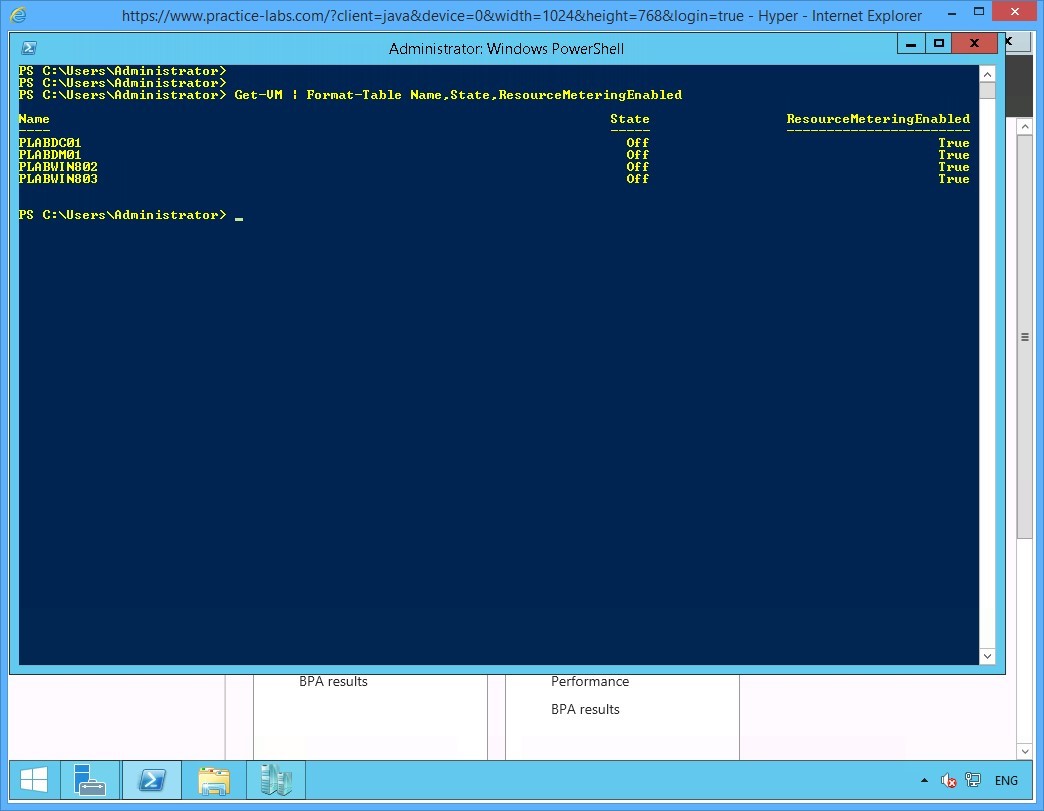 https://www.practice-labs.com/?client=java&device=0&width=1024&height=768&login=true - Hyper - Internet Explorer
Administrator: Windows PowerShell
PS C:\Users\Administrator>
PS C:\Users\Administrator>
PS C:\Users\Administrator> Get-VM | Format-Table Name,State,ResourceMeteringEnabled
Name State ResourceMeteringEnabled
---- ----- -----------------------
PLABDC01 Off True
PLABDM01 Off True
PLABWIN802 Off True
PLABWIN803 Off True
PS C:\Users\Administrator> _
BPA results
Performance
BPA results
ENG